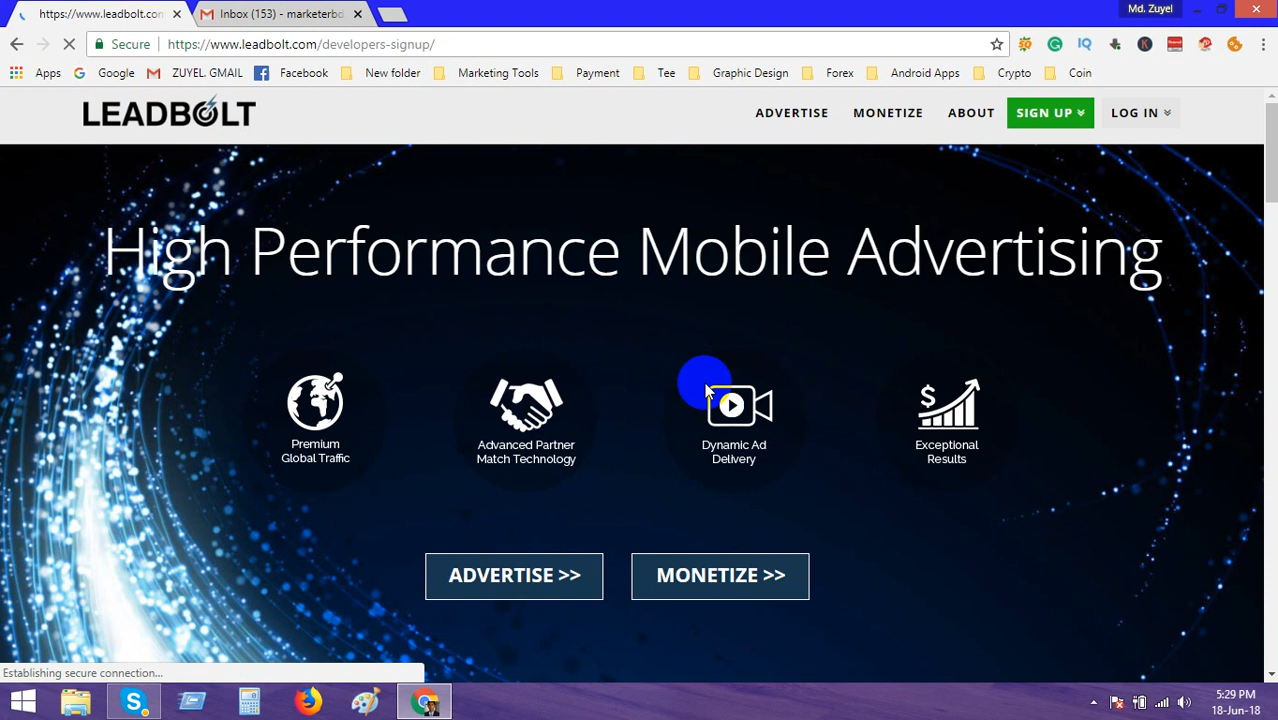 https://www.leadbolt.con
Inbox (153) - marketerbd.
Md. Zuyel
Secure
https://www.leadbolt.com/developers-signup/
Apps
Google
ZUYEL. GMAIL
Facebook
New folder
Marketing Tools
Payment
Tee
Graphic Design
Forex
Android Apps
Crypto
Coin
LEADBOLT
ADVERTISE
MONETIZE
ABOUT
SIGN UP
LOG IN
High Performance Mobile Advertising
Premium
Global Traffic
Advanced Partner
Match Technology
Dynamic Ad
Delivery
Exceptional
Results
ADVERTISE >>
MONETIZE >>
Establishing secure connection...
5:29 PM
18-Jun-18